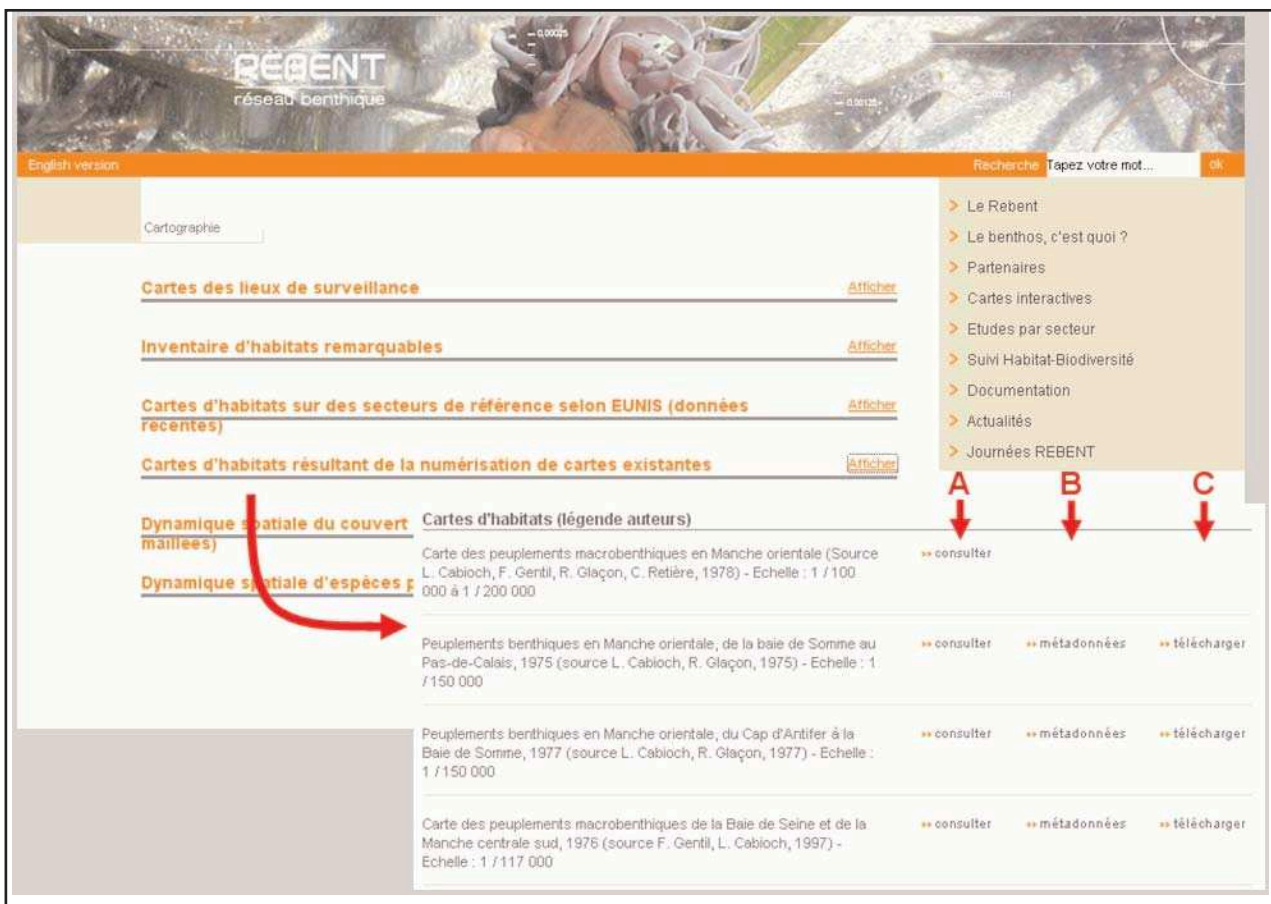 0,00025
REBENT
réseau benthique
0,00125
English version
Recherche Tapez votre mot... ok
Cartographie
Cartes des lieux de surveillance Afficher
Inventaire d'habitats remarquables Afficher
Cartes d'habitats sur des secteurs de référence selon EUNIS (données Afficher
récentes)
Cartes d'habitats résultant de la numérisation de cartes existantes Afficher
Dynamique spatiale du couvert
maillées)
Dynamique spatiale d'espèces p
> Le Rebent
> Le benthos, c'est quoi ?
> Partenaires
> Cartes interactives
> Etudes par secteur
> Suivi Habitat-Biodiversité
> Documentation
> Actualités
> Journées REBENT
A B C
Cartes d'habitats (légende auteurs)
Carte des peuplements macrobenthiques en Manche orientale (Source »consulter
L. Cabioch, F. Gentil, R. Glaçon, C. Retière, 1978) - Echelle : 1 / 100
000 à 1 / 200 000
Peuplements benthiques en Manche orientale, de la baie de Somme au »consulter »métadonnées »télécharger
Pas-de-Calais, 1975 (source L. Cabioch, R. Glaçon, 1975) - Echelle : 1
/ 150 000
Peuplements benthiques en Manche orientale, du Cap d'Antifer à la »consulter »métadonnées »télécharger
Baie de Somme, 1977 (source L. Cabioch, R. Glaçon, 1977) - Echelle :
1 / 150 000
Carte des peuplements macrobenthiques de la Baie de Seine et de la »consulter »métadonnées »télécharger
Manche centrale sud, 1976 (source F. Gentil, L. Cabioch, 1997) -
Echelle : 1 / 117 000